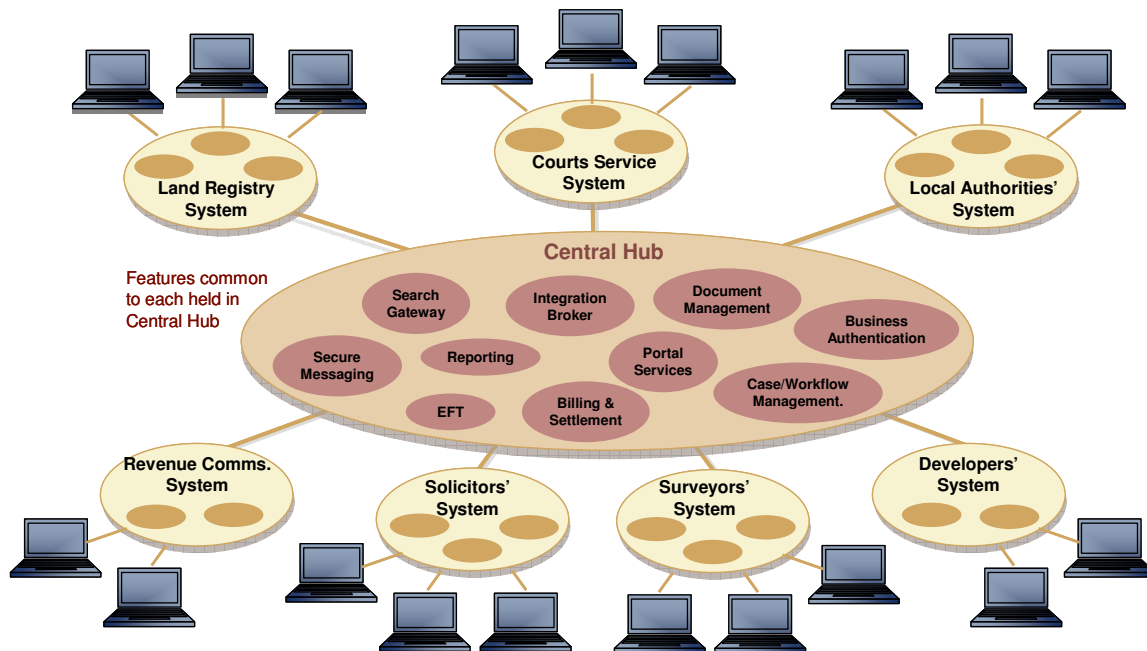 Land Registry
System
Courts Service
System
Local Authorities'
System
Central Hub
Features common
to each held in
Central Hub
Search
Gateway
Integration
Broker
Document
Management
Business
Authentication
Secure
Messaging
Reporting
Portal
Services
Case/Workflow
Management.
EFT
Billing &
Settlement
Revenue Comms.
System
Solicitors'
System
Surveyors'
System
Developers'
System